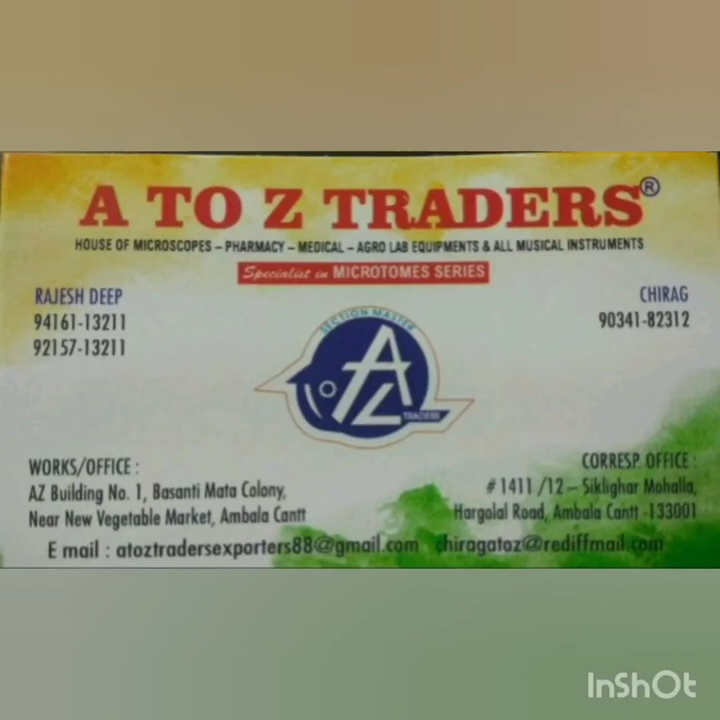 A TO Z TRADERS®
HOUSE OF MICROSCOPES – PHARMACY – MEDICAL – AGRO LAB EQUIPMENTS & ALL MUSICAL INSTRUMENTS
Specialist in MICROTOMES SERIES
RAJESH DEEP
94161-13211
92157-13211
CHIRAG
90341-82312
SECTION MASTER
AZ
TRADERS
WORKS/OFFICE :
AZ Building No. 1, Basanti Mata Colony,
Near New Vegetable Market, Ambala Cantt
CORRESP. OFFICE :
# 1411 /12 – Siklighar Mohalla,
Hargolal Road, Ambala Cantt -133001
E mail : atoztradersexporters88@gmail.com chiragatoz@rediffmail.com
InShOt